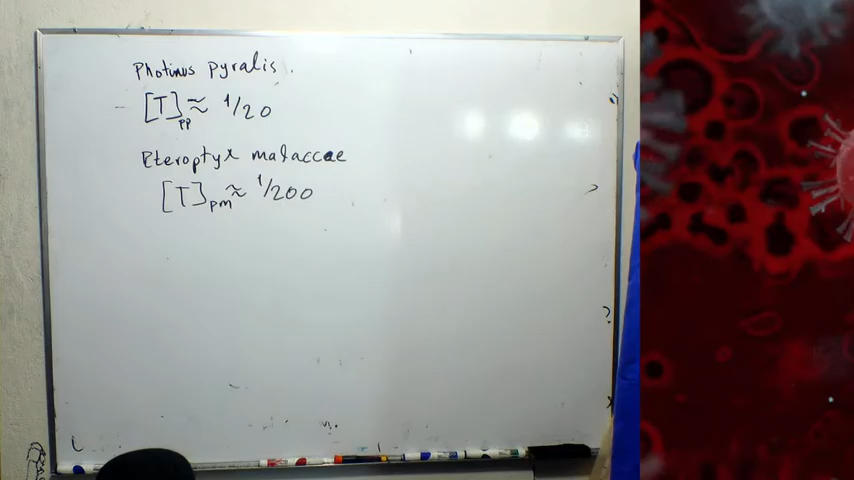 Photinus pyralis.
[T]pp ≈ 1/20
Pteroptyx malaccae
[T]pm ≈ 1/200